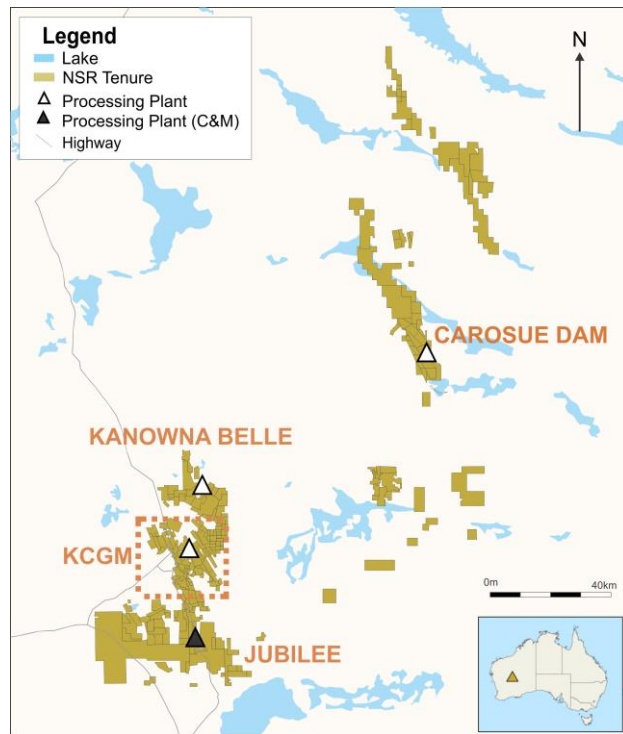 Legend
Lake
NSR Tenure
Processing Plant
Processing Plant (C&M)
Highway
N
CAROSUE DAM
KANOWNA BELLE
KCGM
JUBILEE
0m 40km